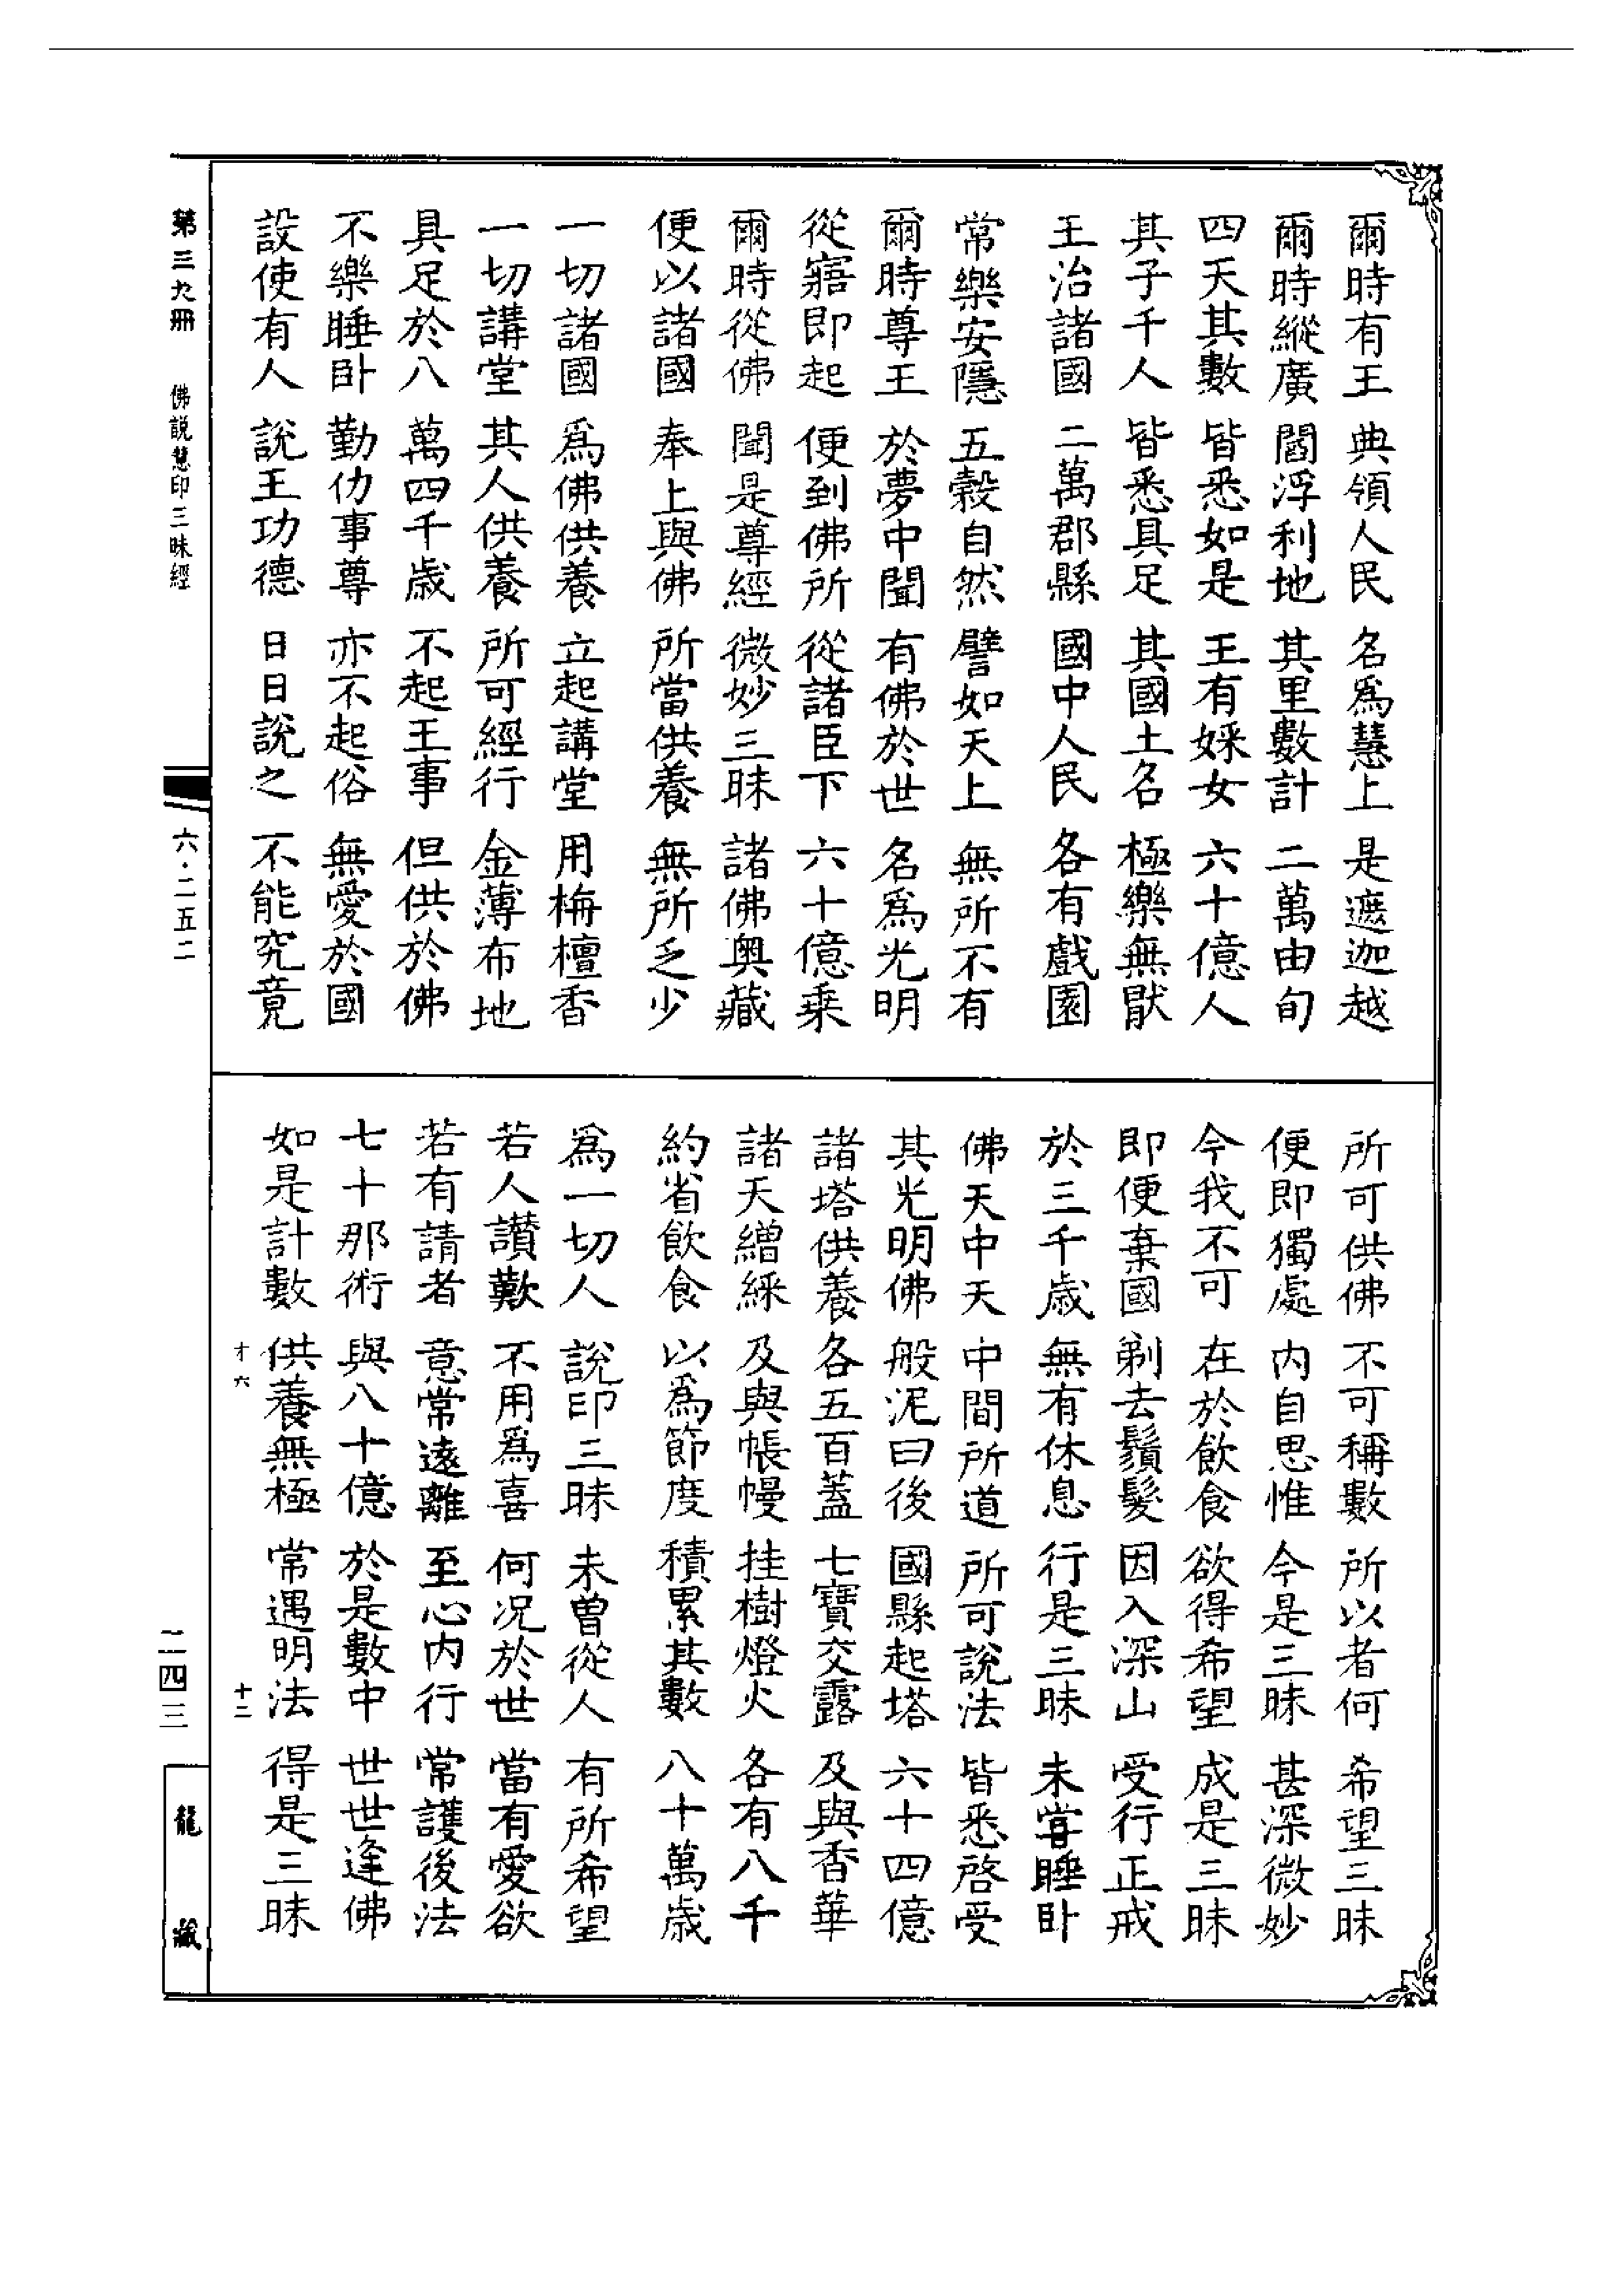 爾時有王 典領人民 名爲慧上 是遮迦越
爾時縱廣 閻浮利地 其里數計 二萬由旬
四天其數 皆悉如是 王有婇女 六十億人
其子千人 皆悉具足 其國土名 極樂無猒
王治諸國 二萬郡縣 國中人民 各有戲園
常樂安隱 五穀自然 譬如天上 無所不有
爾時尊王 於夢中聞 有佛於世 名爲光明
從寤即起 便到佛所 從諸臣下 六十億乘
爾時從佛 聞是尊經 微妙三昧 諸佛奧藏
便以諸國 奉上與佛 所當供養 無所乏少
一切諸國 爲佛供養 立起講堂 用栴檀香
一切講堂 其人供養 所可經行 金薄布地
具足於八 萬四千歲 不起王事 但供於佛
不樂睡臥 勤仂事尊 亦不起俗 無愛於國
設使有人 說王功德 日日說之 不能究竟
所可供佛 不可稱數 所以者何 希望三昧
便即獨處 內自思惟 今是三昧 甚深微妙
今我不可 在於飲食 欲得希望 成是三昧
即便棄國 剃去鬚髮 因入深山 受行正戒
於三千歲 無有休息 行是三昧 未嘗睡臥
佛天中天 中間所道 所可說法 皆悉啓受
其光明佛 般泥曰後 國縣起塔 六十四億
諸塔供養 各五百蓋 七寶交露 及與香華
諸天繒綵 及與帳幔 挂樹燈火 各有八千
約省飲食 以爲節度 積累其數 八十萬歲
爲一切人 說印三昧 未曾從人 有所希望
若人讚歎 不用爲喜 何況於世 當有愛欲
若有請者 意常遠離 至心內行 常護後法
七十那術 與八十億 於是數中 世世逢佛
如是計數 供養無極 常遇明法 得是三昧
才六 十二
第三九冊 佛說慧印三昧經 六·二五二
二四三 龍藏